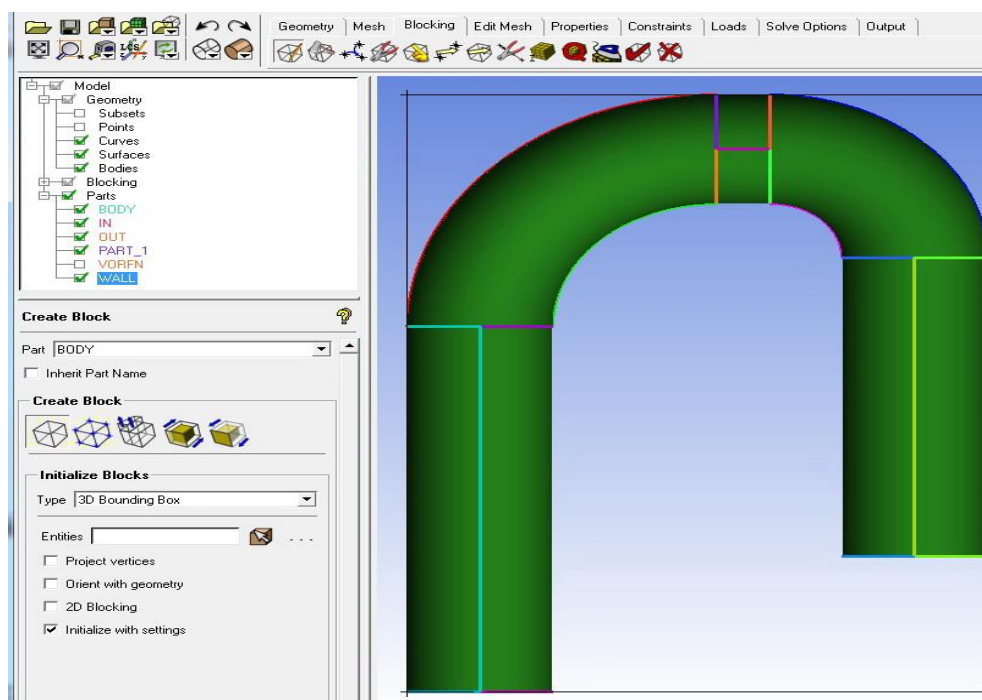 Geometry Mesh Blocking Edit Mesh Properties Constraints Loads Solve Options Output
LCS
Model
Geometry
Subsets
Points
Curves
Surfaces
Bodies
Blocking
Parts
BODY
IN
OUT
PART_1
VORFN
WALL
Create Block
Part BODY
Inherit Part Name
Create Block
Initialize Blocks
Type 3D Bounding Box
Entities ...
Project vertices
Orient with geometry
2D Blocking
Initialize with settings